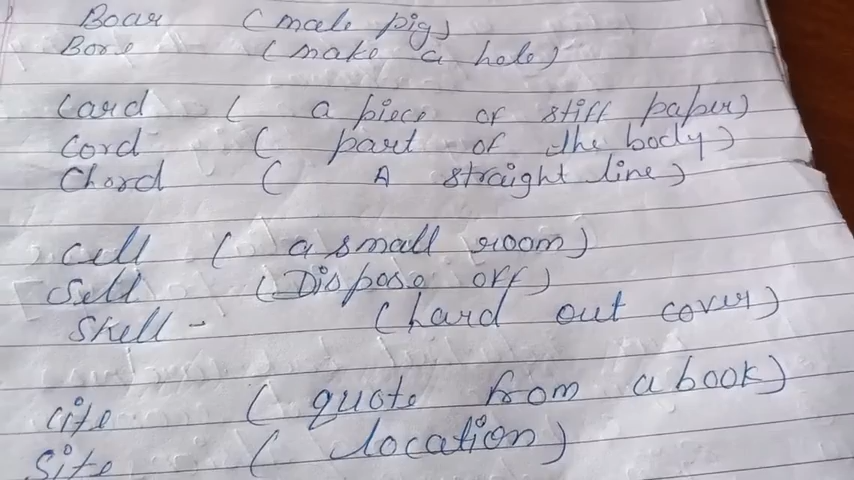 Boar (male pig)
Bore (make a hole)
Card ( a piece of stiff paper)
Cord ( part of the body)
Chord ( A straight line)
Cell ( a small room)
Sell (Dispose off)
Shell - (hard out cover)
Cite ( quote from a book)
Site ( location)